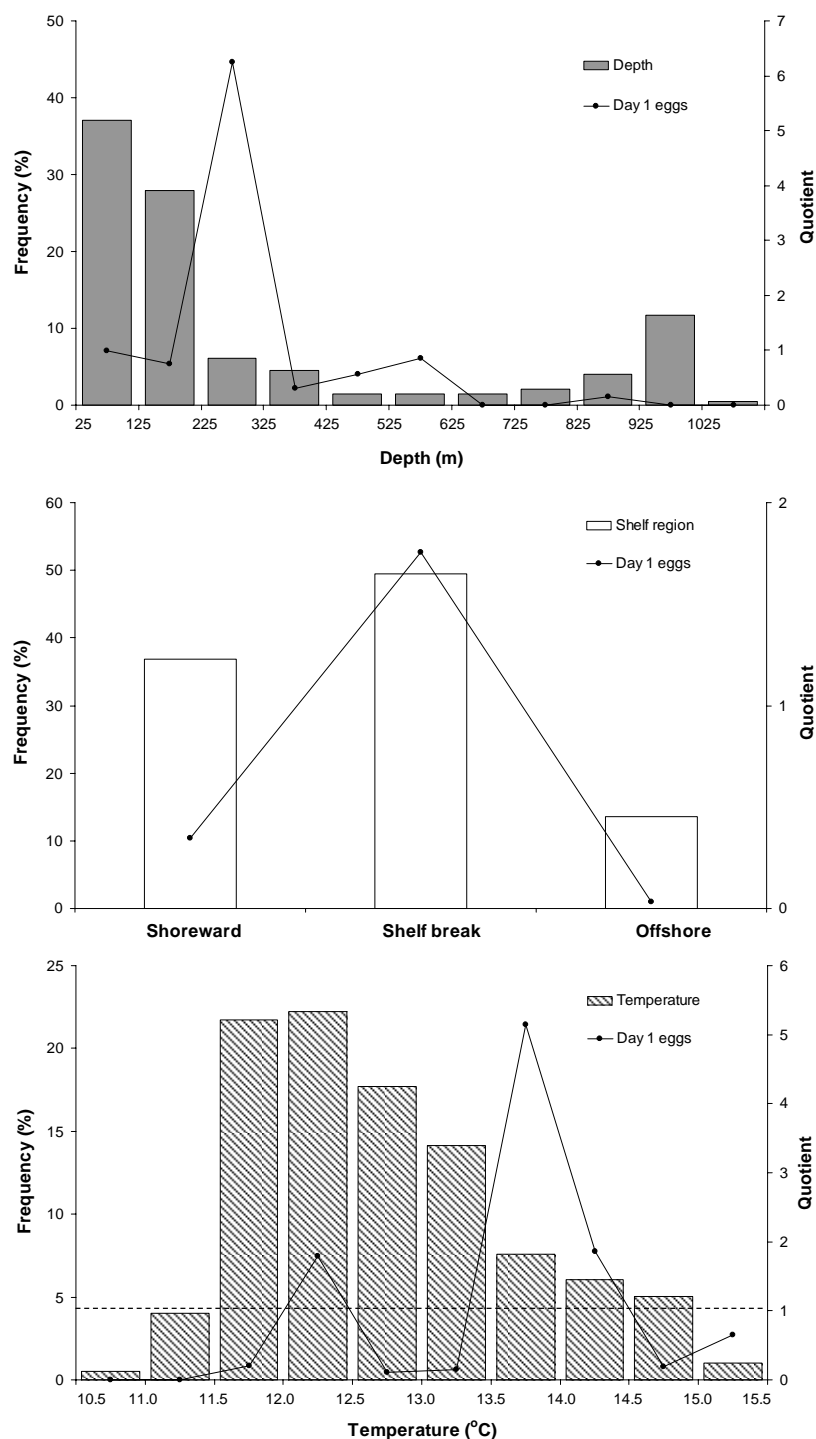 50
40
30
20
10
0
Frequency (%)
7
6
5
4
3
2
1
0
Quotient
Depth
Day 1 eggs
25 125 225 325 425 525 625 725 825 925 1025
Depth (m)
60
50
40
30
20
10
0
Frequency (%)
2
1
0
Quotient
Shelf region
Day 1 eggs
Shoreward Shelf break Offshore
25
20
15
10
5
0
Frequency (%)
6
5
4
3
2
1
0
Quotient
Temperature
Day 1 eggs
10.5 11.0 11.5 12.0 12.5 13.0 13.5 14.0 14.5 15.0 15.5
Temperature (°C)